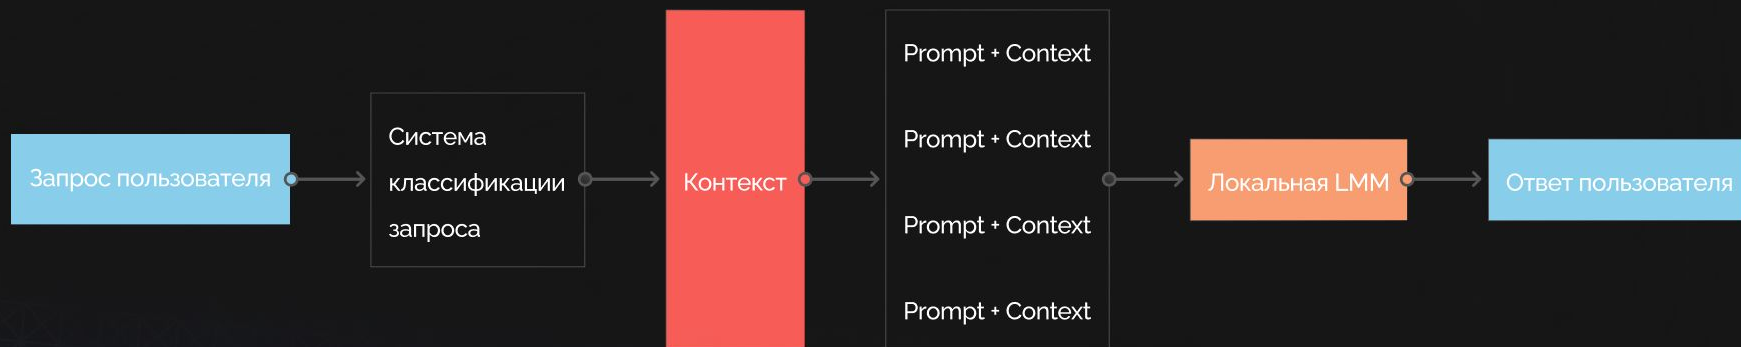 Запрос пользователя
Система
классификации
запроса
Контекст
Prompt + Context
Prompt + Context
Prompt + Context
Prompt + Context
Локальная LMM
Ответ пользователя